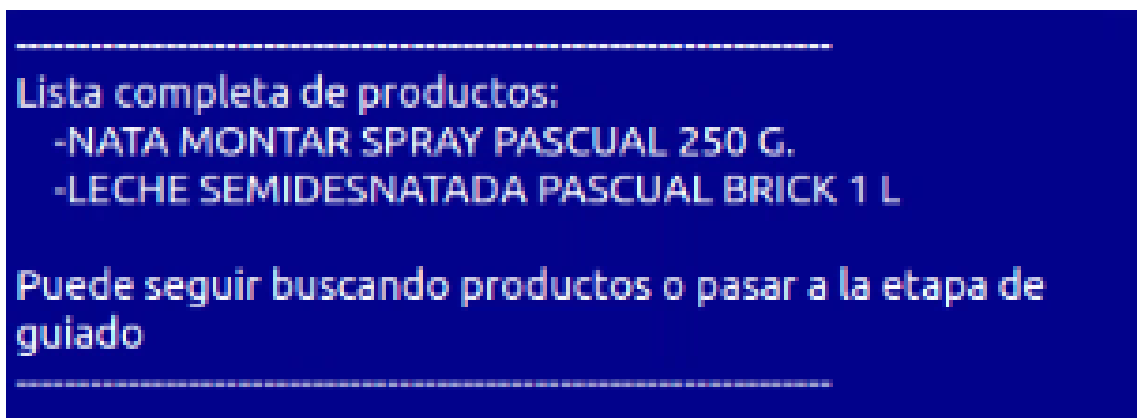 --------------------------------------------------------------------
Lista completa de productos:
-NATA MONTAR SPRAY PASCUAL 250 G.
-LECHE SEMIDESNATADA PASCUAL BRICK 1 L
Puede seguir buscando productos o pasar a la etapa de
guiado
--------------------------------------------------------------------